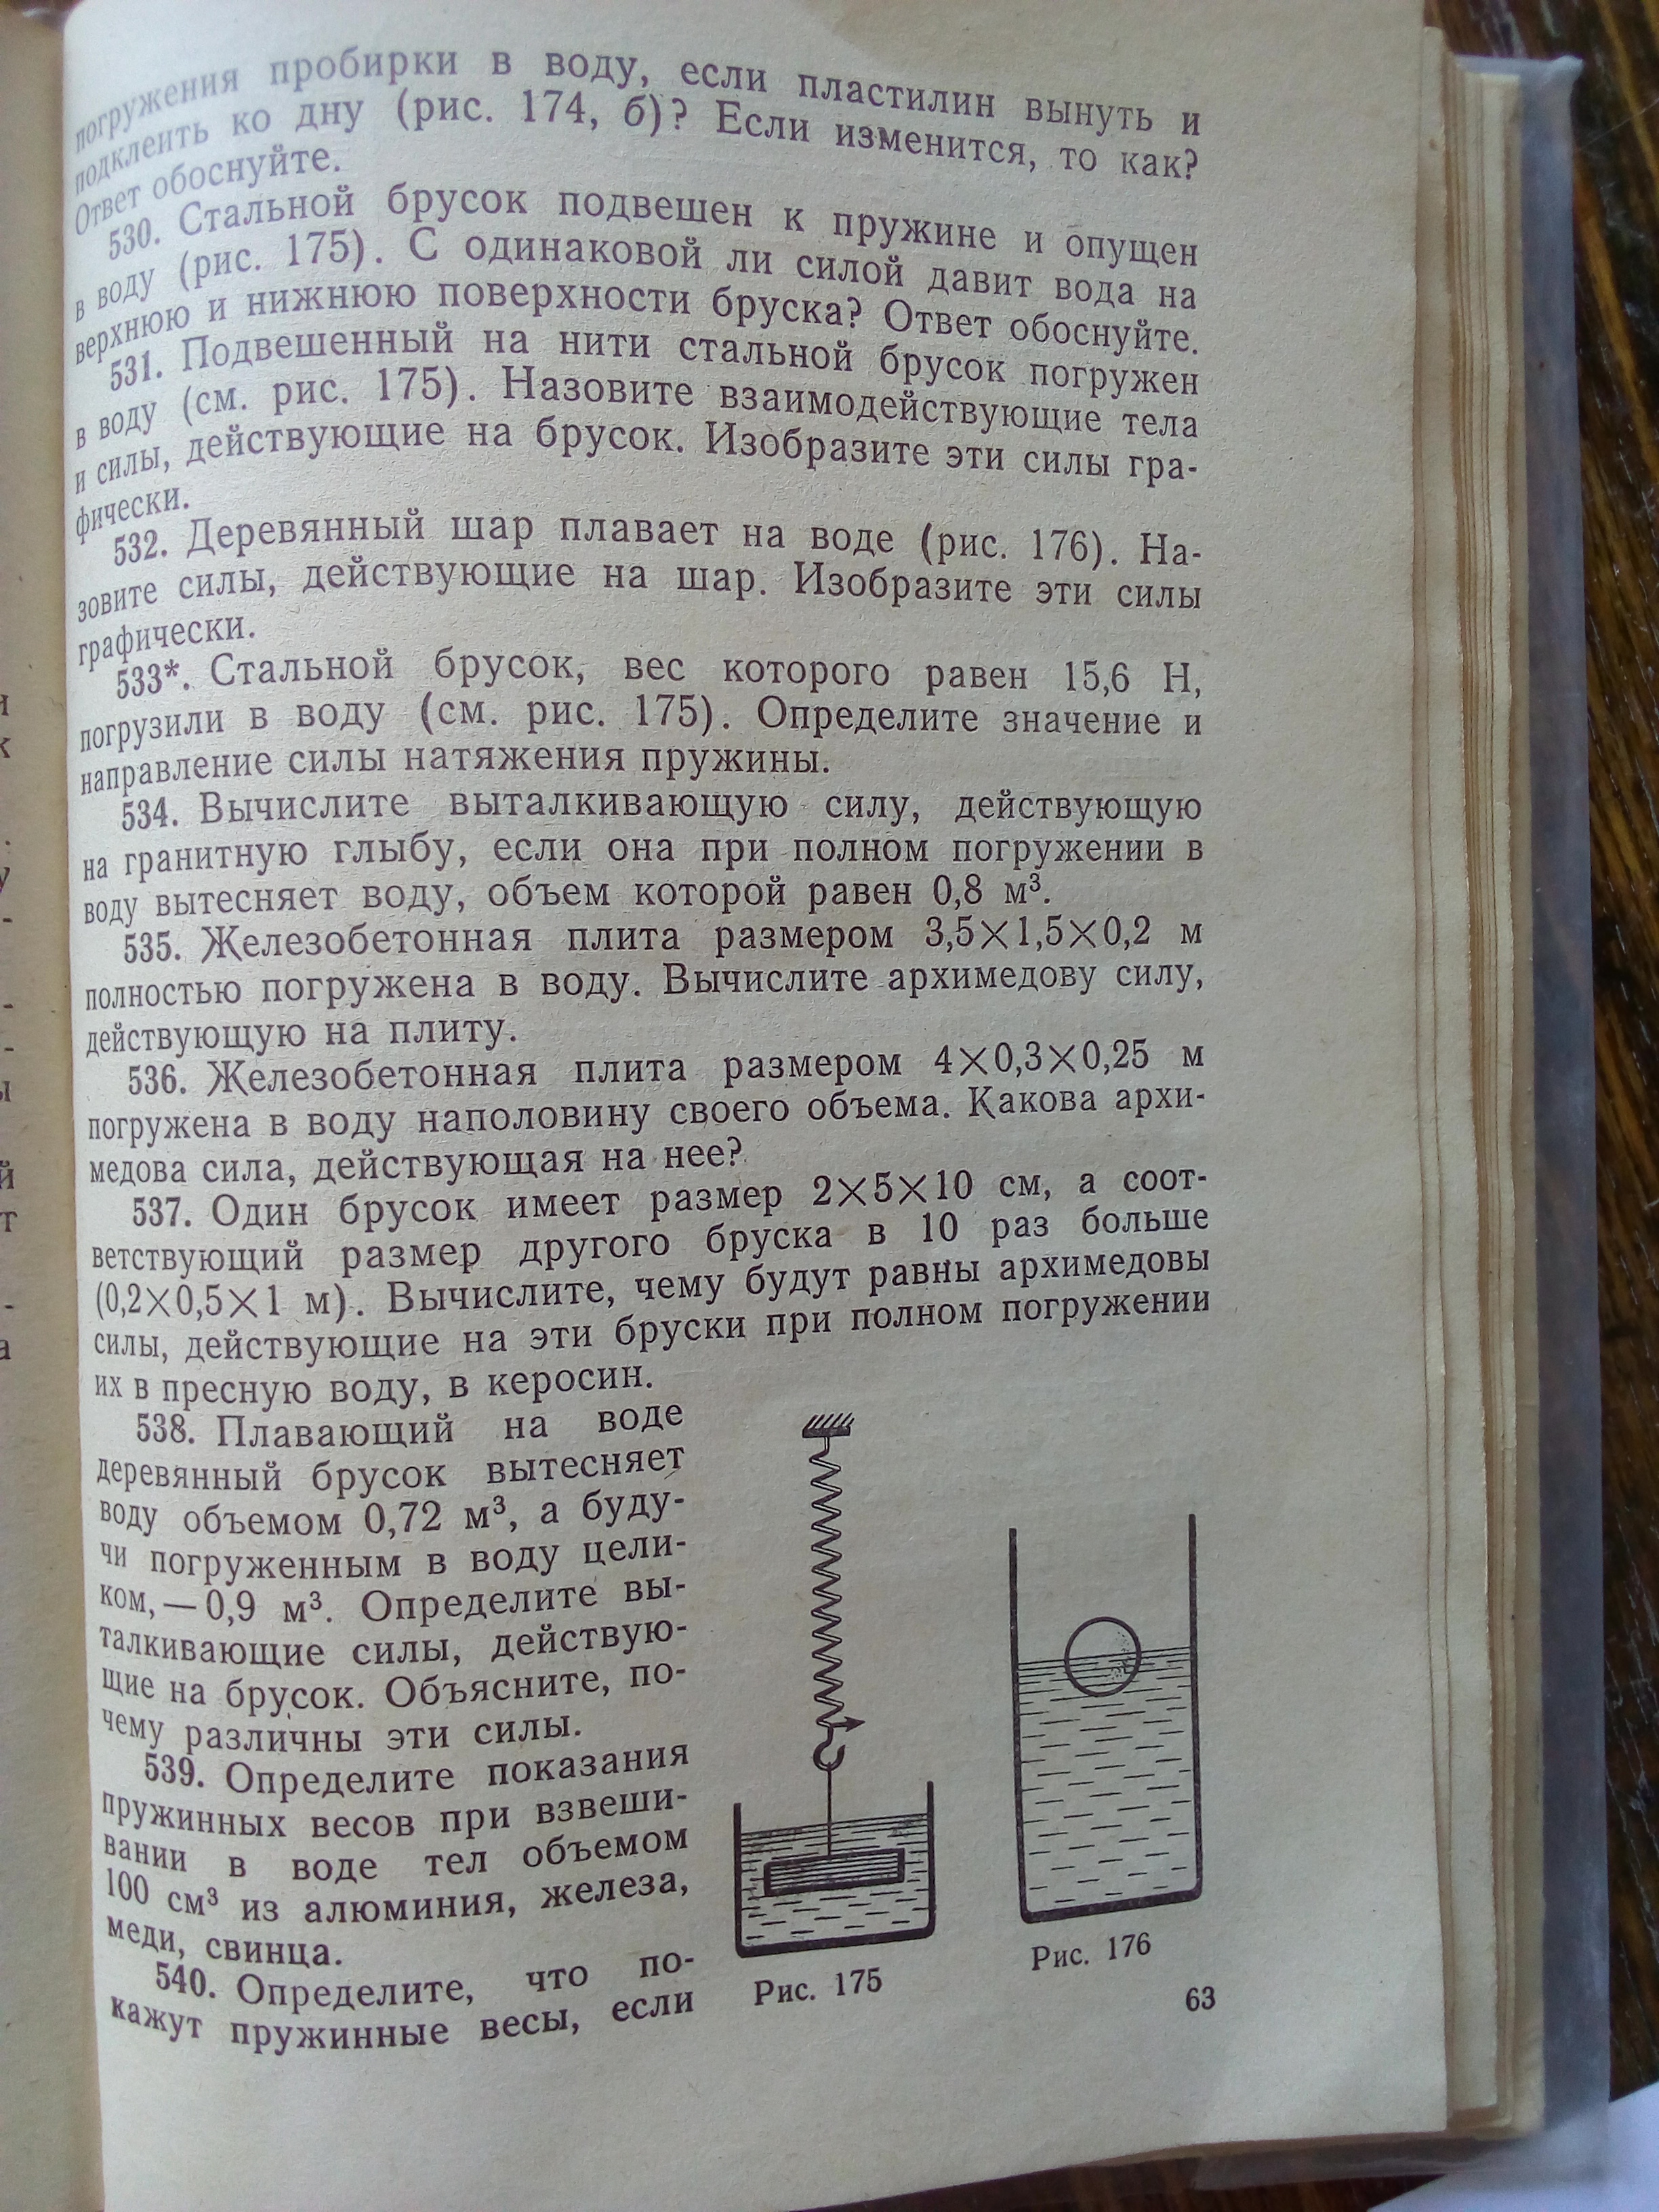 погружения пробирки в воду, если пластилин вынуть и
подклеить ко дну (рис. 174, б)? Если изменится, то как?
Ответ обоснуйте.
530. Стальной брусок подвешен к пружине и опущен
в воду (рис. 175). С одинаковой ли силой давит вода на
верхнюю и нижнюю поверхности бруска? Ответ обоснуйте.
531. Подвешенный на нити стальной брусок погружен
в воду (см. рис. 175). Назовите взаимодействующие тела
и силы, действующие на брусок. Изобразите эти силы гра-
фически.
532. Деревянный шар плавает на воде (рис. 176). На-
зовите силы, действующие на шар. Изобразите эти силы
графически.
533*. Стальной брусок, вес которого равен 15,6 Н,
погрузили в воду (см. рис. 175). Определите значение и
направление силы натяжения пружины.
534. Вычислите выталкивающую силу, действующую
на гранитную глыбу, если она при полном погружении в
воду вытесняет воду, объем которой равен 0,8 м³.
535. Железобетонная плита размером 3,5×1,5×0,2 м
полностью погружена в воду. Вычислите архимедову силу,
действующую на плиту.
536. Железобетонная плита размером 4×0,3×0,25 м
погружена в воду наполовину своего объема. Какова архи-
медова сила, действующая на нее?
537. Один брусок имеет размер 2×5×10 см, а соот-
ветствующий размер другого бруска в 10 раз больше
(0,2×0,5×1 м). Вычислите, чему будут равны архимедовы
силы, действующие на эти бруски при полном погружении
их в пресную воду, в керосин.
538. Плавающий на воде
деревянный брусок вытесняет
воду объемом 0,72 м³, а буду-
чи погруженным в воду цели-
ком,—0,9 м³. Определите вы-
талкивающие силы, действую-
щие на брусок. Объясните, по-
чему различны эти силы.
539. Определите показания
пружинных весов при взвеши-
вании в воде тел объемом
100 см³ из алюминия, железа,
меди, свинца.
540. Определите, что по-
кажут пружинные весы, если
Рис. 175
Рис. 176
63